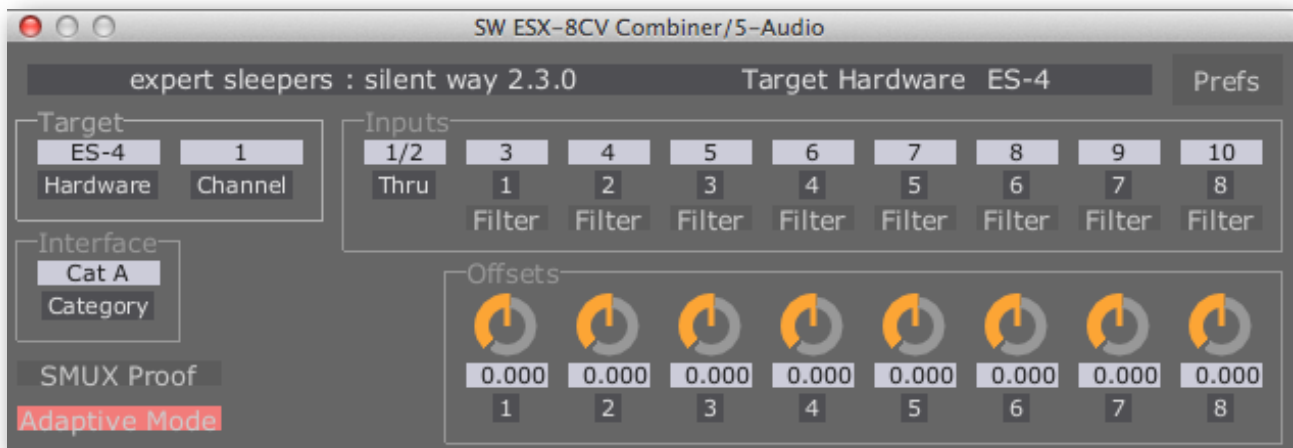 SW ESX-8CV Combiner/5-Audio
expert sleepers : silent way 2.3.0 Target Hardware ES-4 Prefs
Target Inputs
ES-4 1 1/2 3 4 5 6 7 8 9 10
Hardware Channel Thru 1 2 3 4 5 6 7 8
Filter Filter Filter Filter Filter Filter Filter Filter
Interface
Cat A Offsets
Category
SMUX Proof 0.000 0.000 0.000 0.000 0.000 0.000 0.000 0.000
Adaptive Mode 1 2 3 4 5 6 7 8